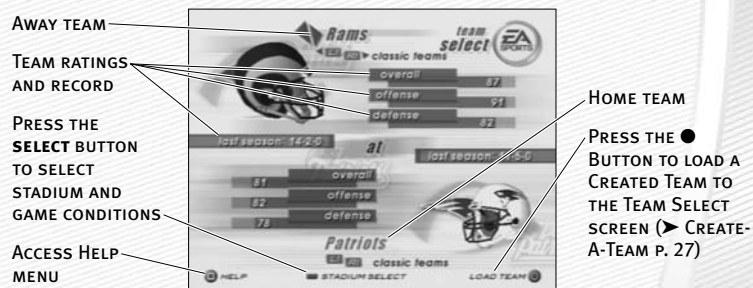 AWAY TEAM
TEAM RATINGS
AND RECORD
PRESS THE
SELECT BUTTON
TO SELECT
STADIUM AND
GAME CONDITIONS
ACCESS HELP
MENU
Rams
classic teams
team
select
EA
SPORTS
overall
87
offense
91
defense
82
last season: 14-2-0
at
overall
81
offense
82
defense
78
Patriots
classic teams
HELP
STADIUM SELECT
LOAD TEAM
HOME TEAM
PRESS THE ●
BUTTON TO LOAD A
CREATED TEAM TO
THE TEAM SELECT
SCREEN (➤ CREATE-
A-TEAM P. 27)